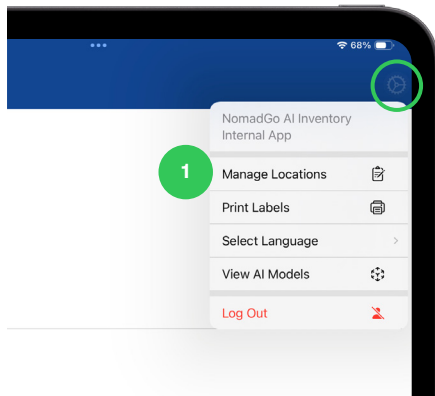 68%
NomadGo AI Inventory
Internal App
1
Manage Locations
Print Labels
Select Language
View AI Models
Log Out